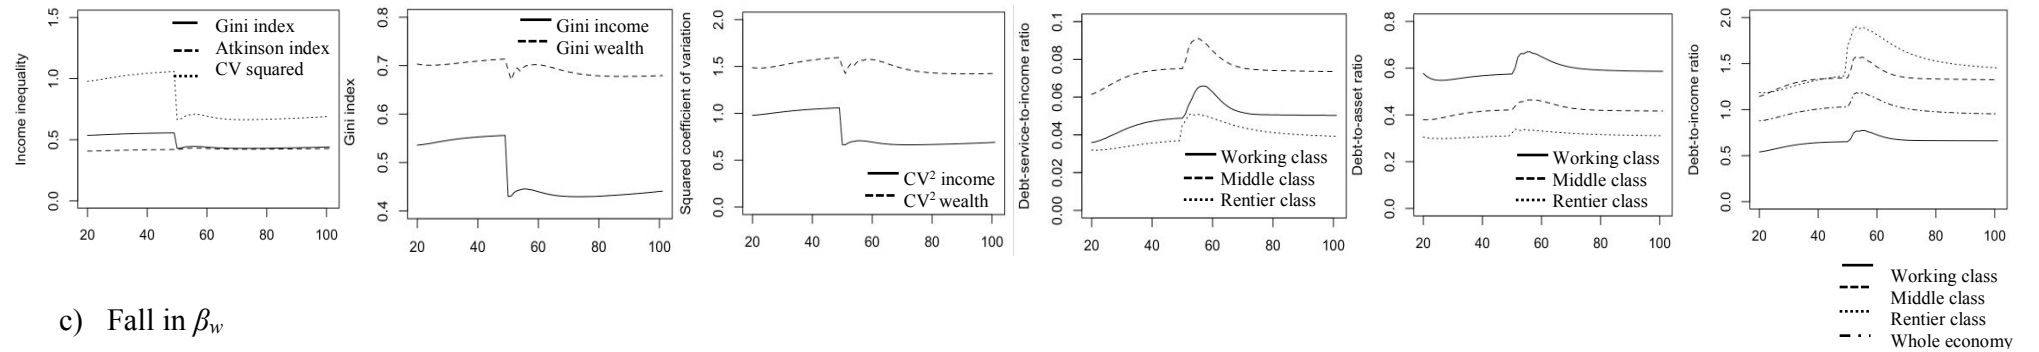 Income inequality
1.5
1.0
0.5
0.0
Gini index
Atkinson index
CV squared
20 40 60 80 100
Gini index
0.8
0.7
0.6
0.5
0.4
Gini income
Gini wealth
20 40 60 80 100
Squared coefficient of variation
2.0
1.5
1.0
0.5
0.0
CV² income
CV² wealth
20 40 60 80 100
Debt-service-to-income ratio
0.1
0.08
0.06
0.04
0.02
0.00
Working class
Middle class
Rentier class
20 40 60 80 100
Debt-to-asset ratio
0.8
0.6
0.4
0.2
0.0
Working class
Middle class
Rentier class
20 40 60 80 100
Debt-to-income ratio
2.0
1.5
1.0
0.5
0.0
20 40 60 80 100
Working class
Middle class
Rentier class
Whole economy
c) Fall in βw